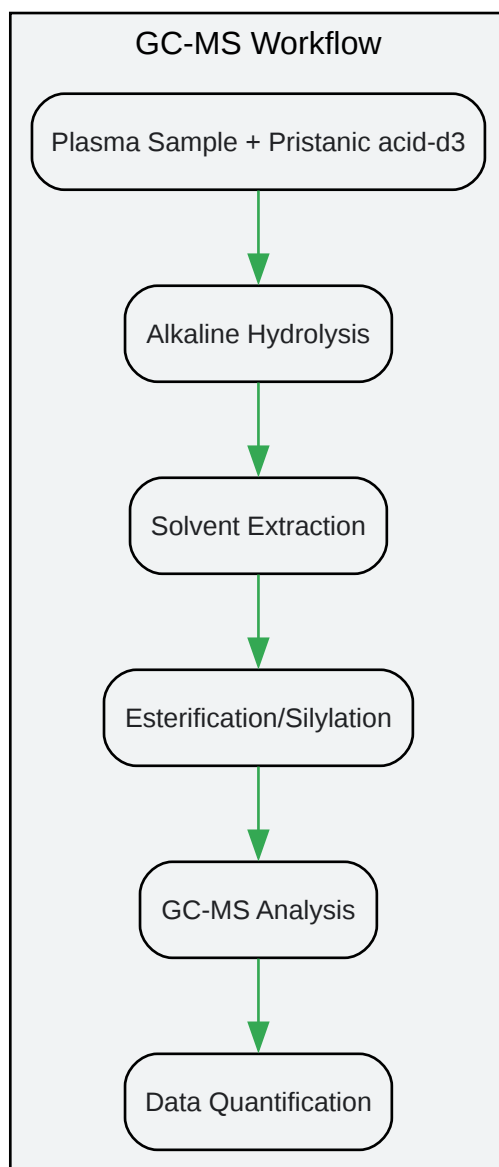 GC-MS Workflow
Plasma Sample + Pristanic acid-d3
Alkaline Hydrolysis
Solvent Extraction
Esterification/Silylation
GC-MS Analysis
Data Quantification